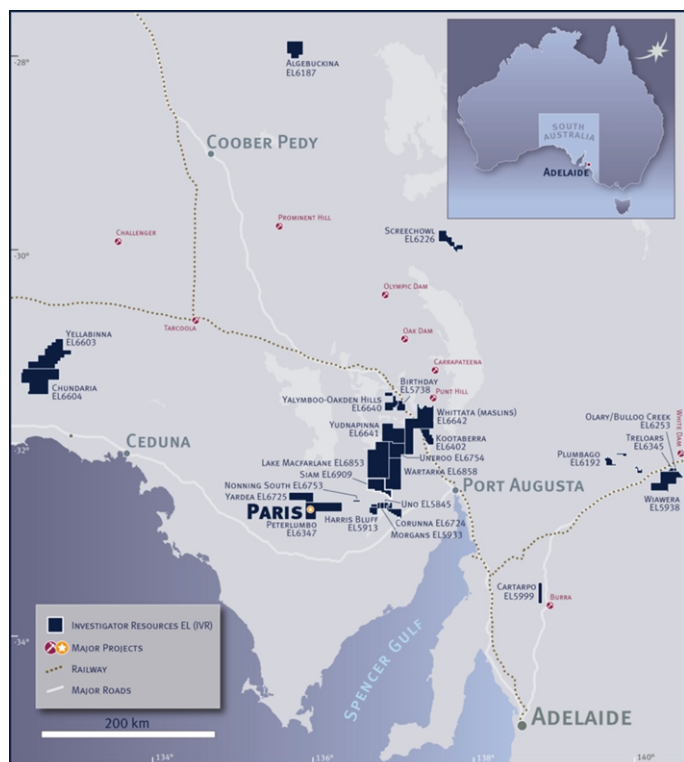 -28°
ALGEBUCKINA
EL6187
SOUTH
AUSTRALIA
ADELAIDE
COOBER PEDY
PROMINENT HILL
CHALLENGER
SCREECHOWL
EL6226
-30°
OLYMPIC DAM
TARCOOLA
OAK DAM
YELLABINNA
EL6603
CHUNDARIA
EL6604
CARRAPATEENA
BIRTHDAY
EL5738
PUNT HILL
YALYMBOO-OAKDEN HILLS
EL6640
WHITTATA (MASLINS)
EL6642
YUDNAPINNA
EL6641
KOOTABERRA
EL6402
OLARY/BULLOO CREEK
EL6253
TRELOARS
EL6345
WHITE DAM
-32°
CEDUNA
UNEROO EL6754
PLUMBAGO
EL6192
LAKE MACFARLANE EL6853
WARTARKA EL6858
SIAM EL6909
NONNING SOUTH EL6753
PORT AUGUSTA
WIAWERA
EL5938
YARDEA EL6725
UNO EL5845
PARIS
PETERLUMBO
EL6347
HARRIS BLUFF
EL5913
CORUNNA EL6724
MORGANS EL5933
CARTARPO
EL5999
BURRA
-34°
INVESTIGATOR RESOURCES EL (IVR)
MAJOR PROJECTS
RAILWAY
MAJOR ROADS
200 km
SPENCER GULF
ADELAIDE
134°
136°
138°
140°